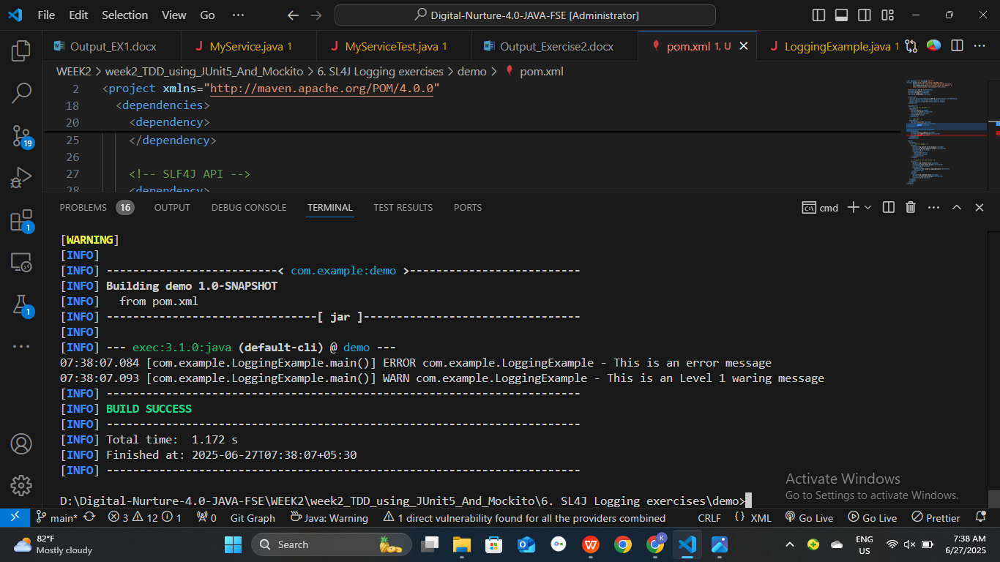 File Edit Selection View Go ··· Digital-Nurture-4.0-JAVA-FSE [Administrator]
Output_EX1.docx J MyService.java 1 J MyServiceTest.java 1 Output_Exercise2.docx pom.xml 1, U J LoggingExample.java 1
WEEK2 > week2_TDD_using_JUnit5_And_Mockito > 6. SL4J Logging exercises > demo > pom.xml
2 <project xmlns="http://maven.apache.org/POM/4.0.0"
18 <dependencies>
20 <dependency>
25 </dependency>
26
27 <!-- SLF4J API -->
28 <dependency>
PROBLEMS 16 OUTPUT DEBUG CONSOLE TERMINAL TEST RESULTS PORTS cmd
[WARNING]
[INFO]
[INFO] --------------------------< com.example:demo >--------------------------
[INFO] Building demo 1.0-SNAPSHOT
[INFO]   from pom.xml
[INFO] --------------------------------[ jar ]---------------------------------
[INFO]
[INFO] --- exec:3.1.0:java (default-cli) @ demo ---
07:38:07.084 [com.example.LoggingExample.main()] ERROR com.example.LoggingExample - This is an error message
07:38:07.093 [com.example.LoggingExample.main()] WARN com.example.LoggingExample - This is an Level 1 waring message
[INFO] ------------------------------------------------------------------------
[INFO] BUILD SUCCESS
[INFO] ------------------------------------------------------------------------
[INFO] Total time:  1.172 s
[INFO] Finished at: 2025-06-27T07:38:07+05:30
[INFO] ------------------------------------------------------------------------
D:\Digital-Nurture-4.0-JAVA-FSE\WEEK2\week2_TDD_using_JUnit5_And_Mockito\6. SL4J Logging exercises\demo>
19
1
1
Activate Windows
Go to Settings to activate Windows.
main* 3 12 1 0 Git Graph Java: Warning 1 direct vulnerability found for all the providers combined CRLF {} XML Go Live Go Live Prettier
82°F
Mostly cloudy
Search
K
ENG
US
7:38 AM
6/27/2025